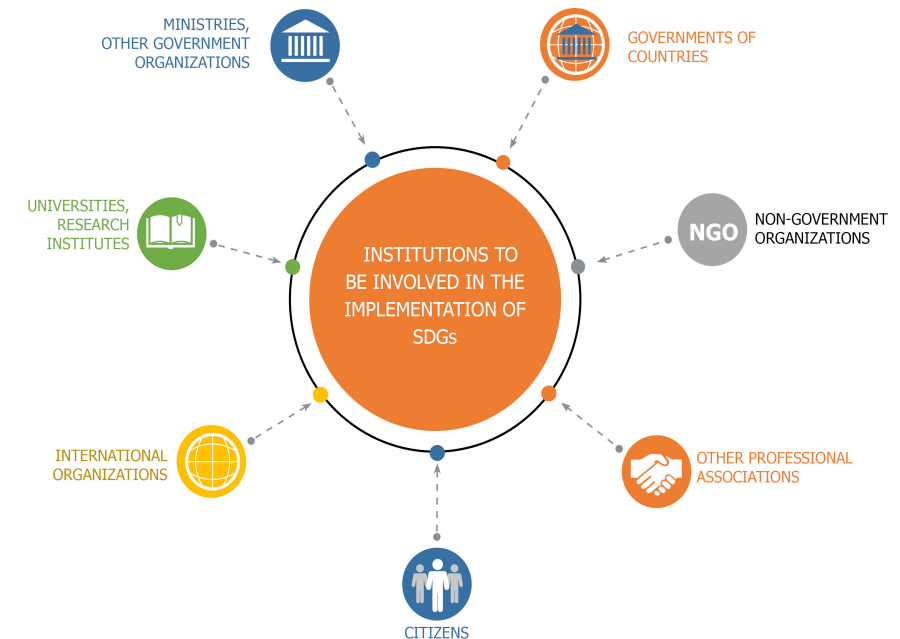 MINISTRIES,
OTHER GOVERNMENT
ORGANIZATIONS
GOVERNMENTS OF
COUNTRIES
UNIVERSITIES,
RESEARCH
INSTITUTES
NGO
NON-GOVERNMENT
ORGANIZATIONS
INSTITUTIONS TO
BE INVOLVED IN THE
IMPLEMENTATION OF
SDGs
INTERNATIONAL
ORGANIZATIONS
OTHER PROFESSIONAL
ASSOCIATIONS
CITIZENS